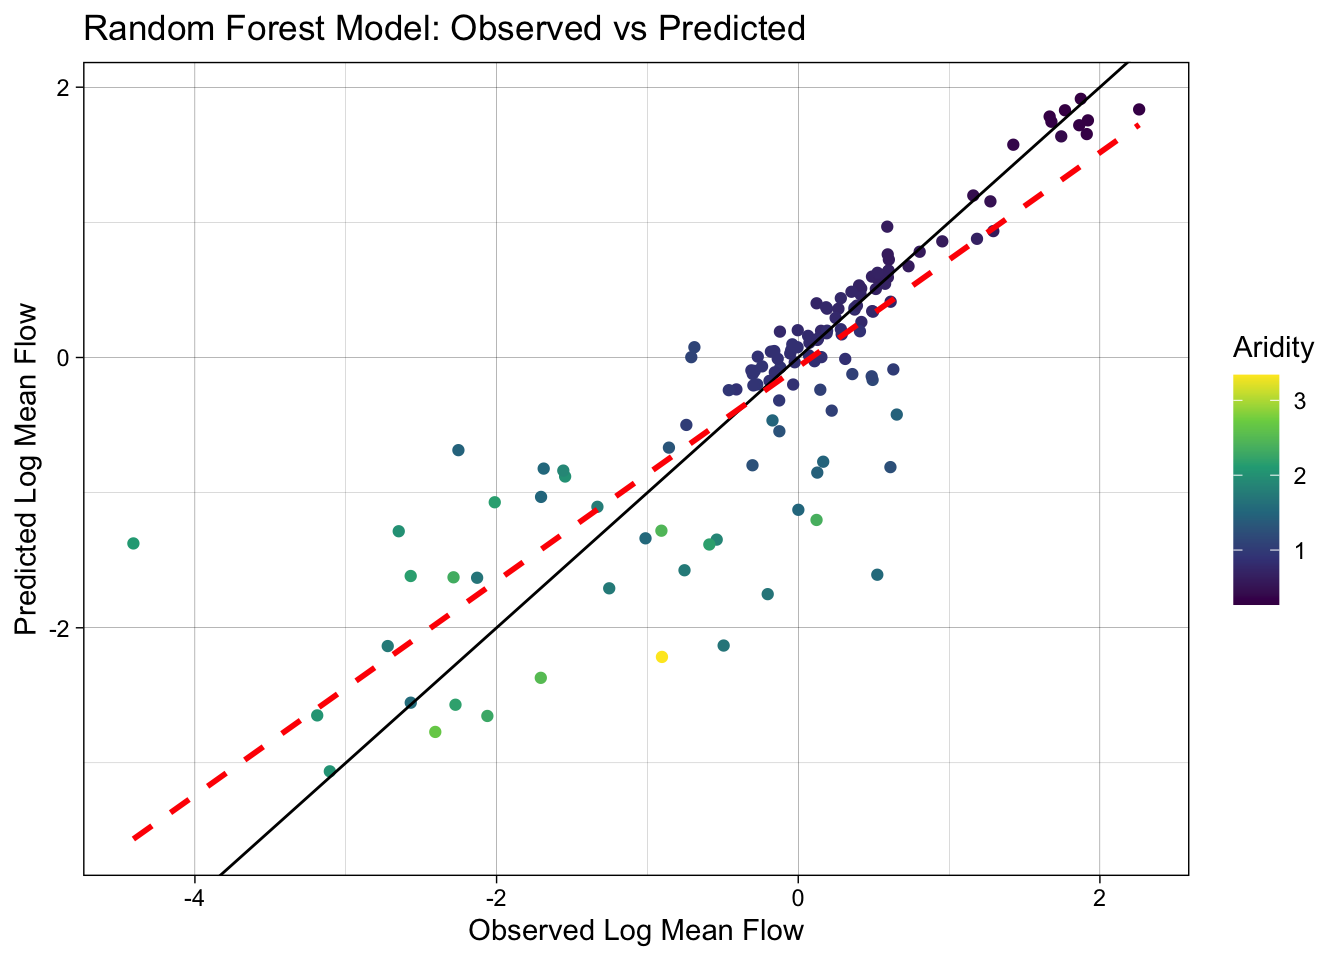 Random Forest Model: Observed vs Predicted
Predicted Log Mean Flow
2
0
-2
-4
-2
0
2
Observed Log Mean Flow
Aridity
3
2
1